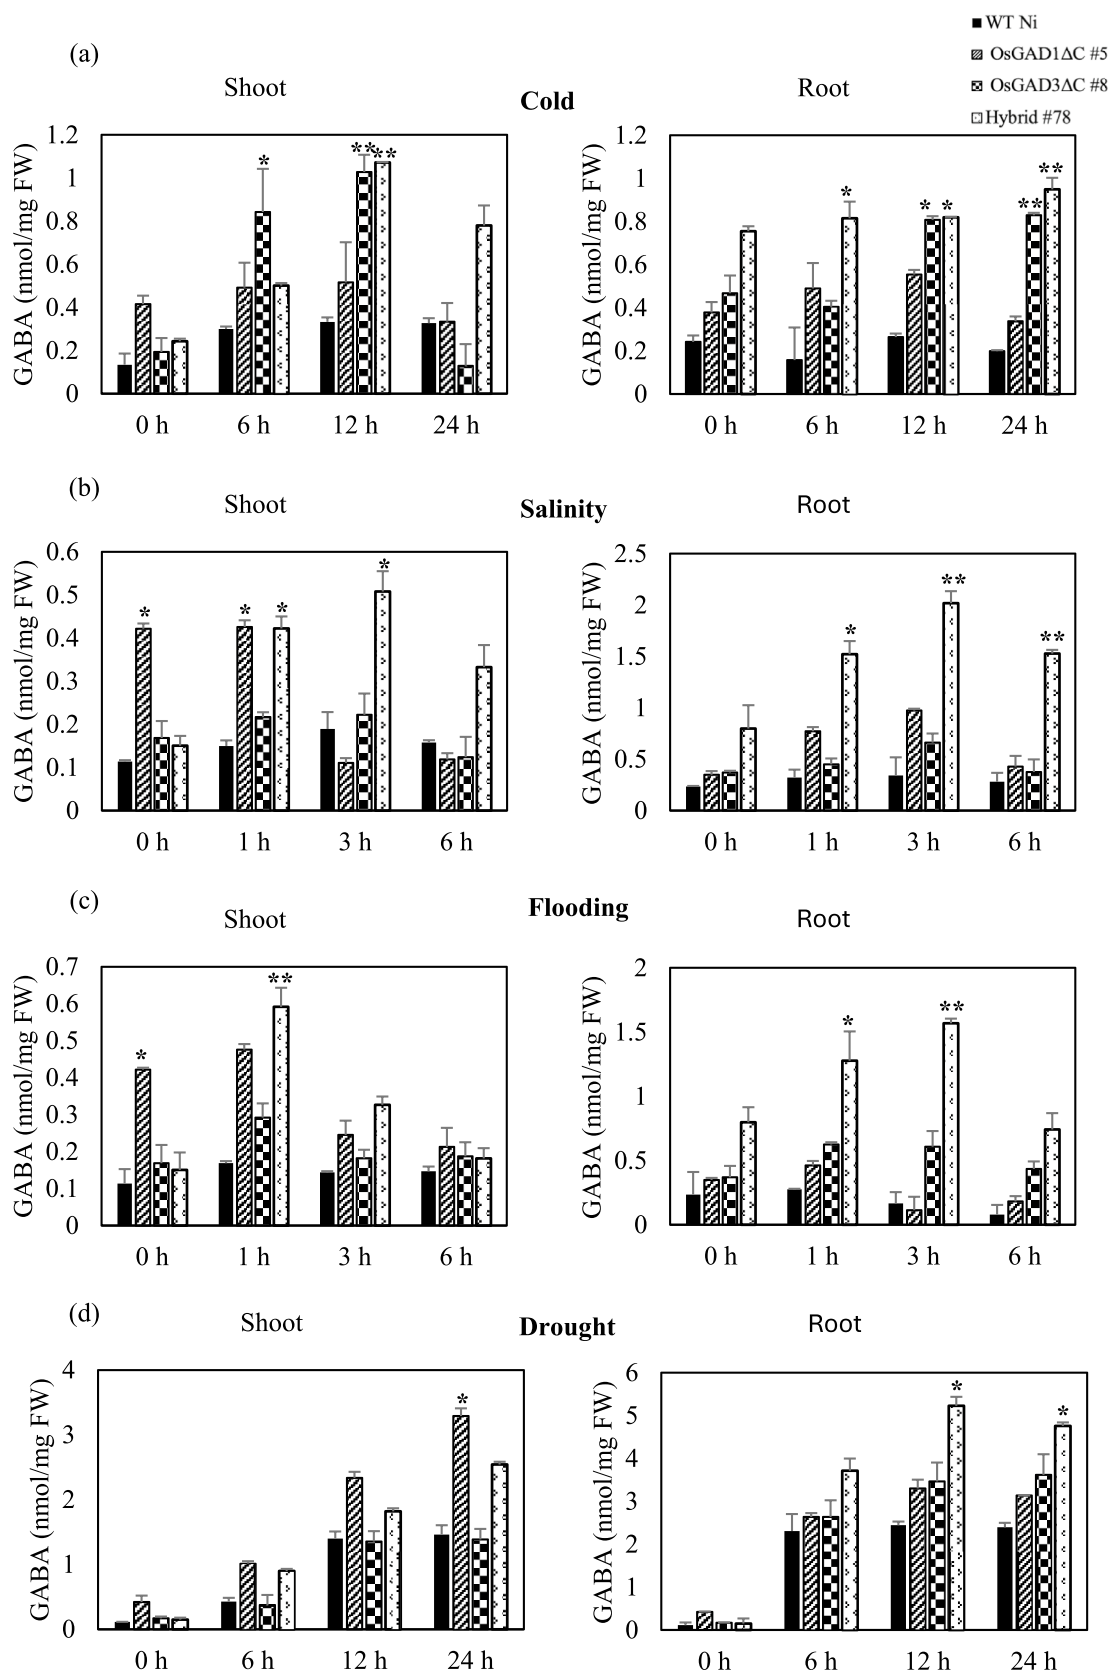 WT Ni
OsGAD1ΔC #5
OsGAD3ΔC #8
Hybrid #78
(a)
Shoot
Cold
Root
GABA (nmol/mg FW)
1.2
1
0.8
0.6
0.4
0.2
0
*
**
**
0 h 6 h 12 h 24 h
GABA (nmol/mg FW)
1.2
1
0.8
0.6
0.4
0.2
0
*
*
*
**
**
0 h 6 h 12 h 24 h
(b)
Shoot
Salinity
Root
GABA (nmol/mg FW)
0.6
0.5
0.4
0.3
0.2
0.1
0
*
*
*
*
0 h 1 h 3 h 6 h
GABA (nmol/mg FW)
2.5
2
1.5
1
0.5
0
*
**
**
0 h 1 h 3 h 6 h
(c)
Shoot
Flooding
Root
GABA (nmol/mg FW)
0.7
0.6
0.5
0.4
0.3
0.2
0.1
0
*
**
0 h 1 h 3 h 6 h
GABA (nmol/mg FW)
2
1.5
1
0.5
0
*
**
0 h 1 h 3 h 6 h
(d)
Shoot
Drought
Root
GABA (nmol/mg FW)
4
3
2
1
0
*
0 h 6 h 12 h 24 h
GABA (nmol/mg FW)
6
5
4
3
2
1
0
*
*
0 h 6 h 12 h 24 h